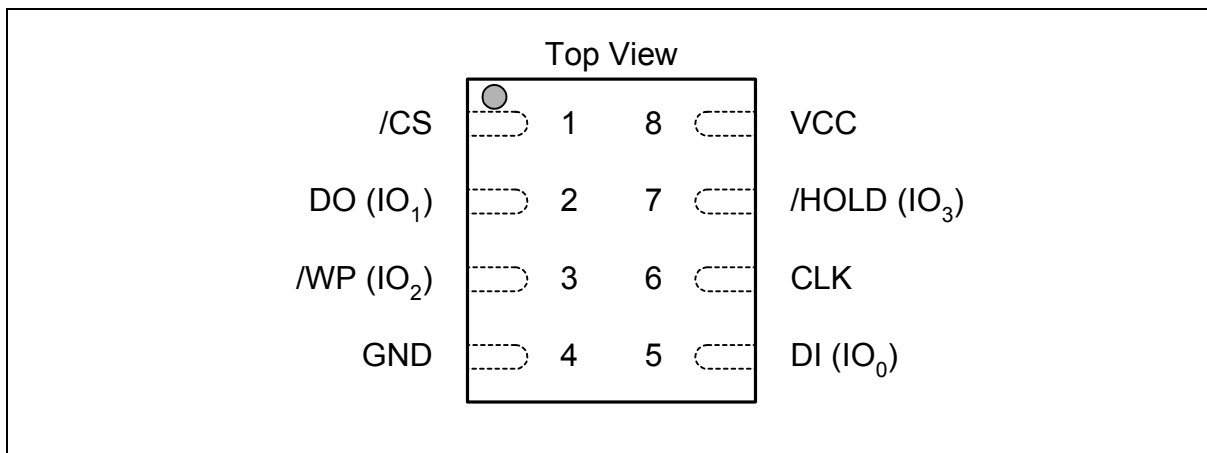 Top View
/CS 1 8 VCC
DO (IO₁) 2 7 /HOLD (IO₃)
/WP (IO₂) 3 6 CLK
GND 4 5 DI (IO₀)